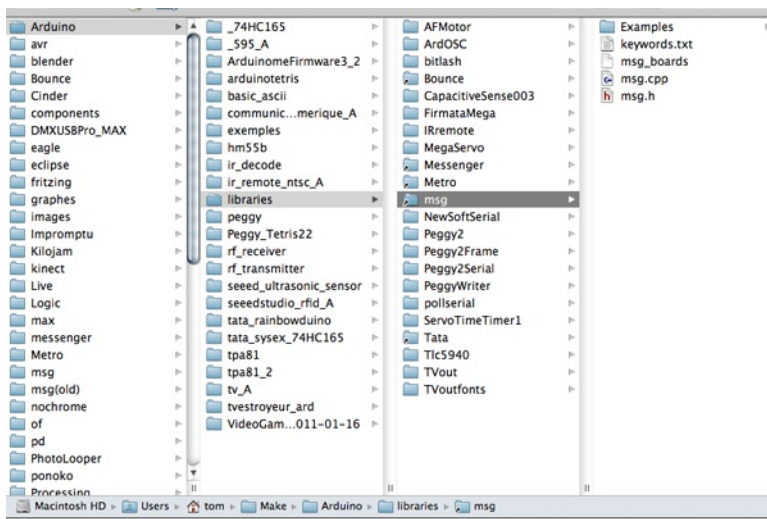 Arduino
avr
blender
Bounce
Cinder
components
DMXUSBPro_MAX
eagle
eclipse
fritzing
graphes
images
Impromptu
Kilojam
kinect
Live
Logic
max
messenger
Metro
msg
msg(old)
nochrome
of
pd
PhotoLooper
ponoko
Processing
_74HC165
_595_A
ArduinomeFirmware3_2
arduinotetris
basic_ascii
communic...merique_A
exemples
hm55b
ir_decode
ir_remote_ntsc_A
libraries
peggy
Peggy_Tetris22
rf_receiver
rf_transmitter
seeed_ultrasonic_sensor
seeedstudio_rfid_A
tata_rainbowduino
tata_sysex_74HC165
tpa81
tpa81_2
tv_A
tvestroyeur_ard
VideoGam...011-01-16
AFMotor
ArdOSC
bitlash
Bounce
CapacitiveSense003
FirmataMega
IRremote
MegaServo
Messenger
Metro
msg
NewSoftSerial
Peggy2
Peggy2Frame
Peggy2Serial
PeggyWriter
pollserial
ServoTimeTimer1
Tata
Tlc5940
TVout
TVoutfonts
Examples
keywords.txt
msg_boards
msg.cpp
msg.h
Macintosh HD Users tom Make Arduino libraries msg